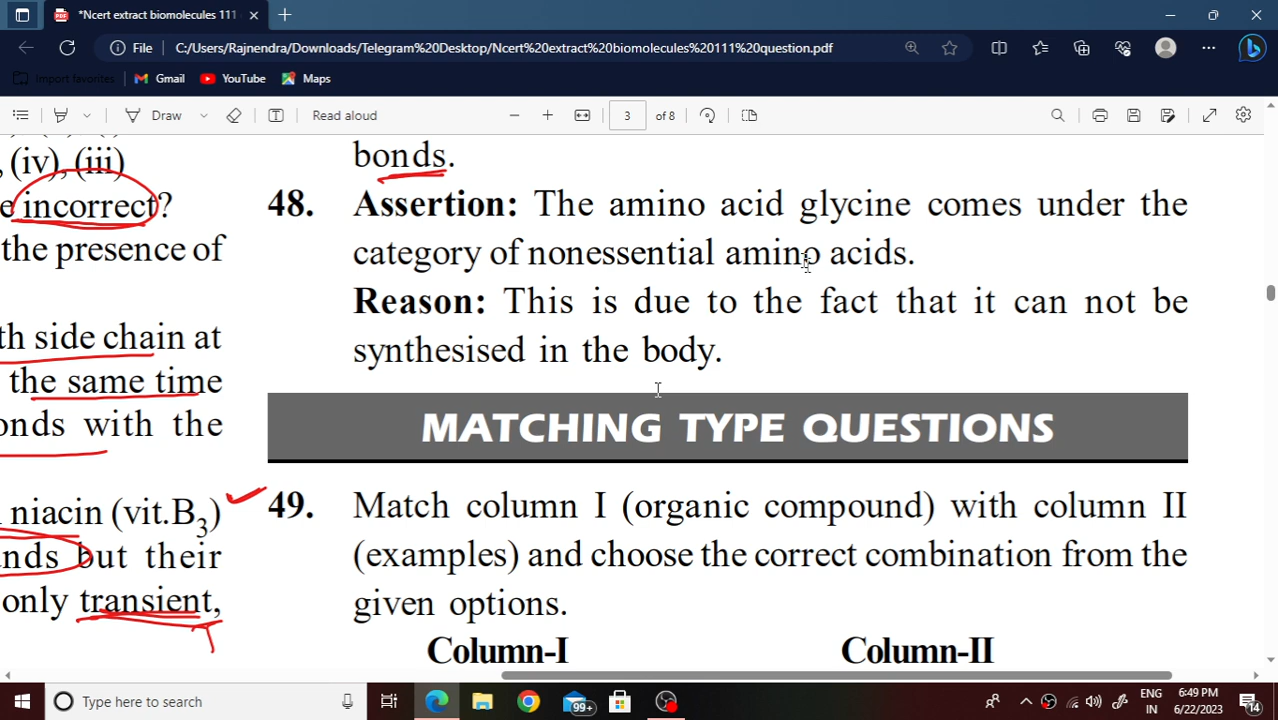 *Ncert extract biomolecules 111
File
C:/Users/Rajnendra/Downloads/Telegram%20Desktop/Ncert%20extract%20biomolecules%20111%20question.pdf
Import favorites
Gmail
YouTube
Maps
Draw
Read aloud
3
of 8
, (iv), (iii)
e incorrect?
the presence of
th side chain at
the same time
onds with the
niacin (vit.B3)
nds but their
only transient,
bonds.
48. Assertion: The amino acid glycine comes under the
category of nonessential amino acids.
Reason: This is due to the fact that it can not be
synthesised in the body.
MATCHING TYPE QUESTIONS
49. Match column I (organic compound) with column II
(examples) and choose the correct combination from the
given options.
Column-I Column-II
Type here to search
99+
ENG
IN
6:49 PM
6/22/2023
14